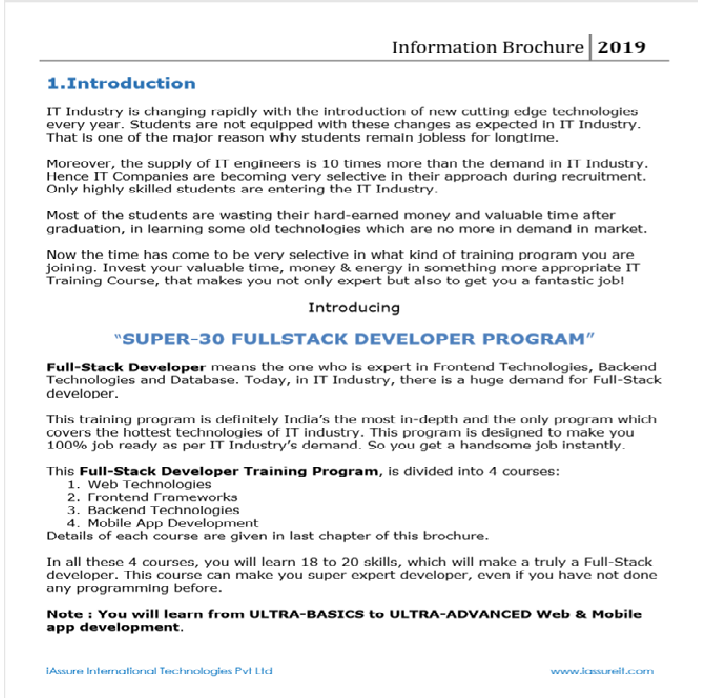 Information Brochure 2019
1.Introduction
IT Industry is changing rapidly with the introduction of new cutting edge technologies
every year. Students are not equipped with these changes as expected in IT Industry.
That is one of the major reason why students remain jobless for longtime.
Moreover, the supply of IT engineers is 10 times more than the demand in IT Industry.
Hence IT Companies are becoming very selective in their approach during recruitment.
Only highly skilled students are entering the IT Industry.
Most of the students are wasting their hard-earned money and valuable time after
graduation, in learning some old technologies which are no more in demand in market.
Now the time has come to be very selective in what kind of training program you are
joining. Invest your valuable time, money & energy in something more appropriate IT
Training Course, that makes you not only expert but also to get you a fantastic job!
Introducing
"SUPER-30 FULLSTACK DEVELOPER PROGRAM"
Full-Stack Developer means the one who is expert in Frontend Technologies, Backend
Technologies and Database. Today, in IT Industry, there is a huge demand for Full-Stack
developer.
This training program is definitely India's the most in-depth and the only program which
covers the hottest technologies of IT industry. This program is designed to make you
100% job ready as per IT Industry's demand. So you get a handsome job instantly.
This Full-Stack Developer Training Program, is divided into 4 courses:
1. Web Technologies
2. Frontend Frameworks
3. Backend Technologies
4. Mobile App Development
Details of each course are given in last chapter of this brochure.
In all these 4 courses, you will learn 18 to 20 skills, which will make a truly a Full-Stack
developer. This course can make you super expert developer, even if you have not done
any programming before.
Note : You will learn from ULTRA-BASICS to ULTRA-ADVANCED Web & Mobile
app development.
iAssure International Technologies Pvt Ltd www.iassureit.com